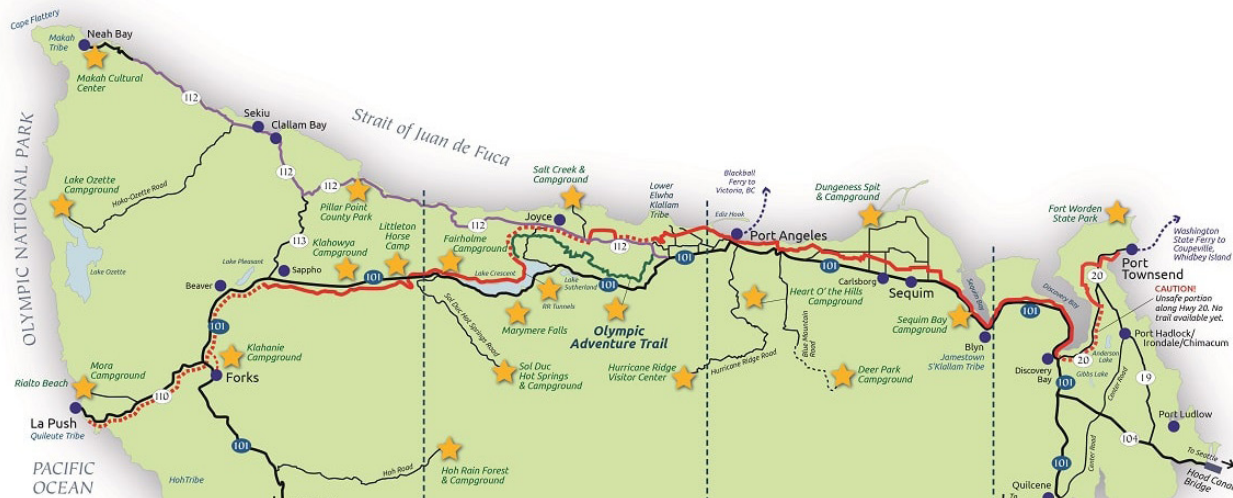 Cape Flattery
Makah
Tribe
Neah Bay
Makah Cultural
Center
112
Sekiu
Clallam Bay
Strait of Juan de Fuca
OLYMPIC NATIONAL PARK
Lake Ozette
Campground
Hoko-Ozette Road
Lake Ozette
112
112
Pillar Point
County Park
113
Klahowya
Campground
Littleton
Horse
Camp
Fairholme
Campground
Lake Pleasant
Sappho
Beaver
101
101
Klahanie
Campground
Forks
Mora
Campground
Rialto Beach
110
La Push
Quileute Tribe
PACIFIC
OCEAN
101
HohTribe
Hoh Road
Hoh Rain Forest
& Campground
Salt Creek &
Campground
Joyce
112
112
Lower
Elwha
Klallam
Tribe
Lake Crescent
Lake
Sutherland
RR Tunnels
101
101
Marymere Falls
Olympic
Adventure Trail
Sol Duc Hot Springs Road
Sol Duc
Hot Springs
& Campground
Hurricane Ridge
Visitor Center
Hurricane Ridge Road
Blackball
Ferry to
Victoria, BC
Ediz Hook
Port Angeles
Dungeness Spit
& Campground
101
Carlsborg
Sequim
Heart O' the Hills
Campground
Blue Mountain
Road
Deer Park
Campground
Sequim Bay
Sequim Bay
Campground
Blyn
Jamestown
S'Klallam Tribe
101
Discovery Bay
Fort Worden
State Park
Washington
State Ferry to
Coupeville,
Whidbey Island
Port
Townsend
20
CAUTION!
Unsafe portion
along Hwy 20. No
trail available yet.
Port Hadlock/
Irondale/Chimacum
20
Anderson
Lake
Gibbs Lake
Discovery
Bay
101
Center Road
19
Port Ludlow
104
Center Road
101
To Seattle
Hood Canal
Bridge
Quilcene
To